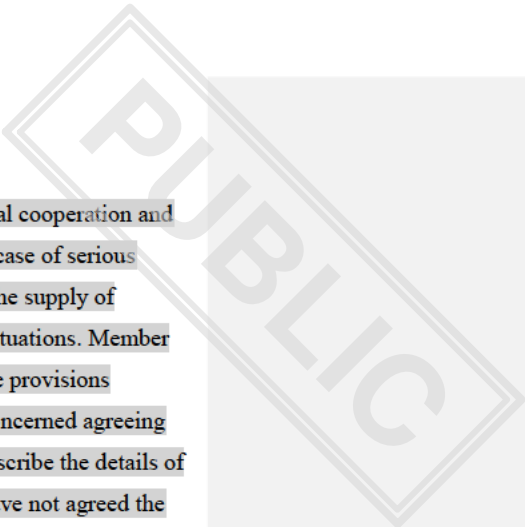 PUBLIC
al cooperation and
case of serious
he supply of
tuations. Member
e provisions
ncerned agreeing
scribe the details of
ve not agreed the